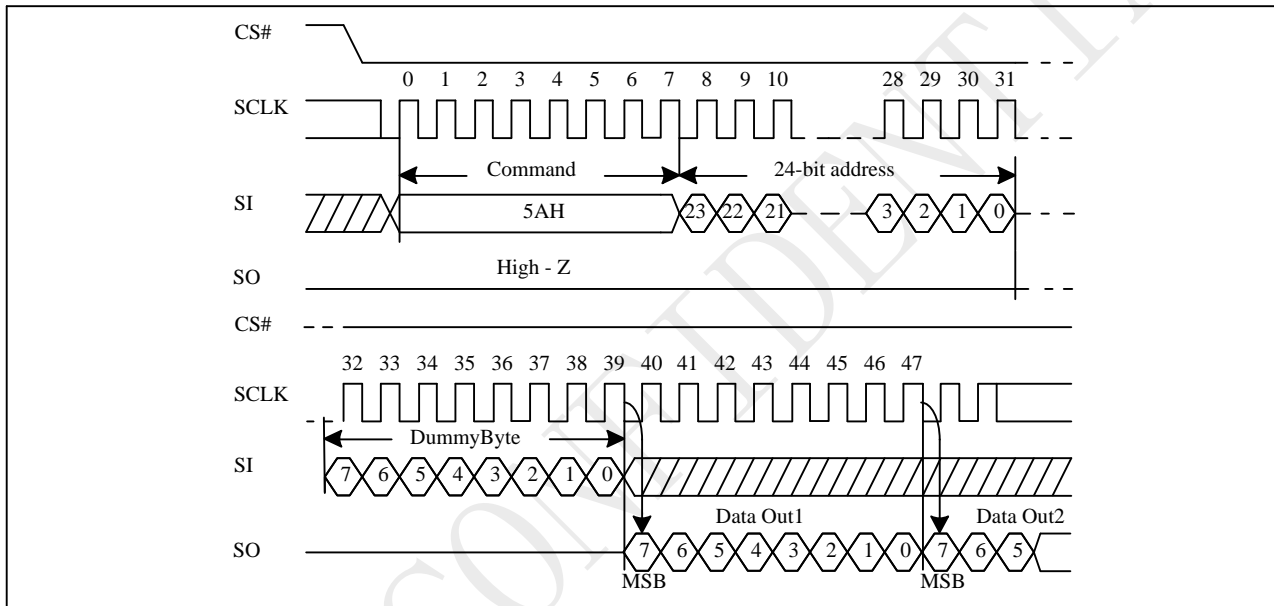 CS#
0 1 2 3 4 5 6 7 8 9 10 28 29 30 31
SCLK
Command 24-bit address
SI 5AH 23 22 21 3 2 1 0
High - Z
SO
CS#
32 33 34 35 36 37 38 39 40 41 42 43 44 45 46 47
SCLK
DummyByte
SI 7 6 5 4 3 2 1 0
Data Out1 Data Out2
SO 7 6 5 4 3 2 1 0 7 6 5
MSB MSB
CONFIDENTI